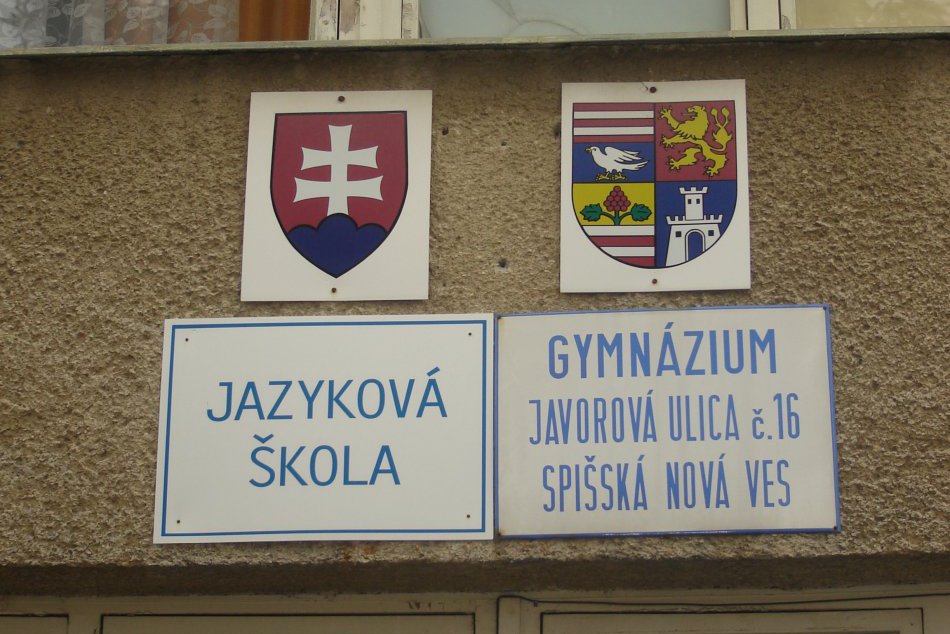 JAZYKOVÁ
ŠKOLA
GYMNÁZIUM
JAVOROVÁ ULICA č.16
SPIŠSKÁ NOVÁ VES